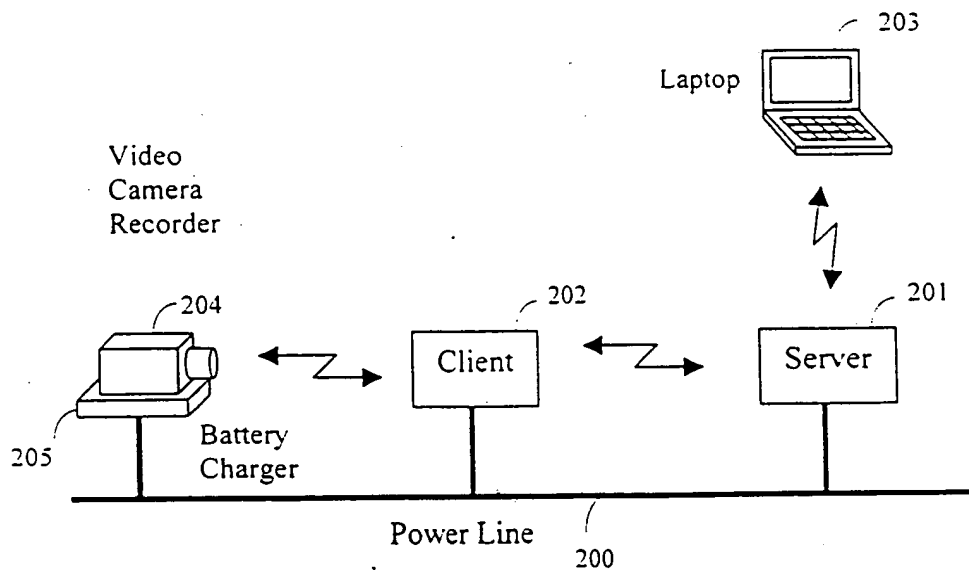 203
Laptop
Video
Camera
Recorder
204
202
201
Client
Server
205
Battery
Charger
Power Line
200